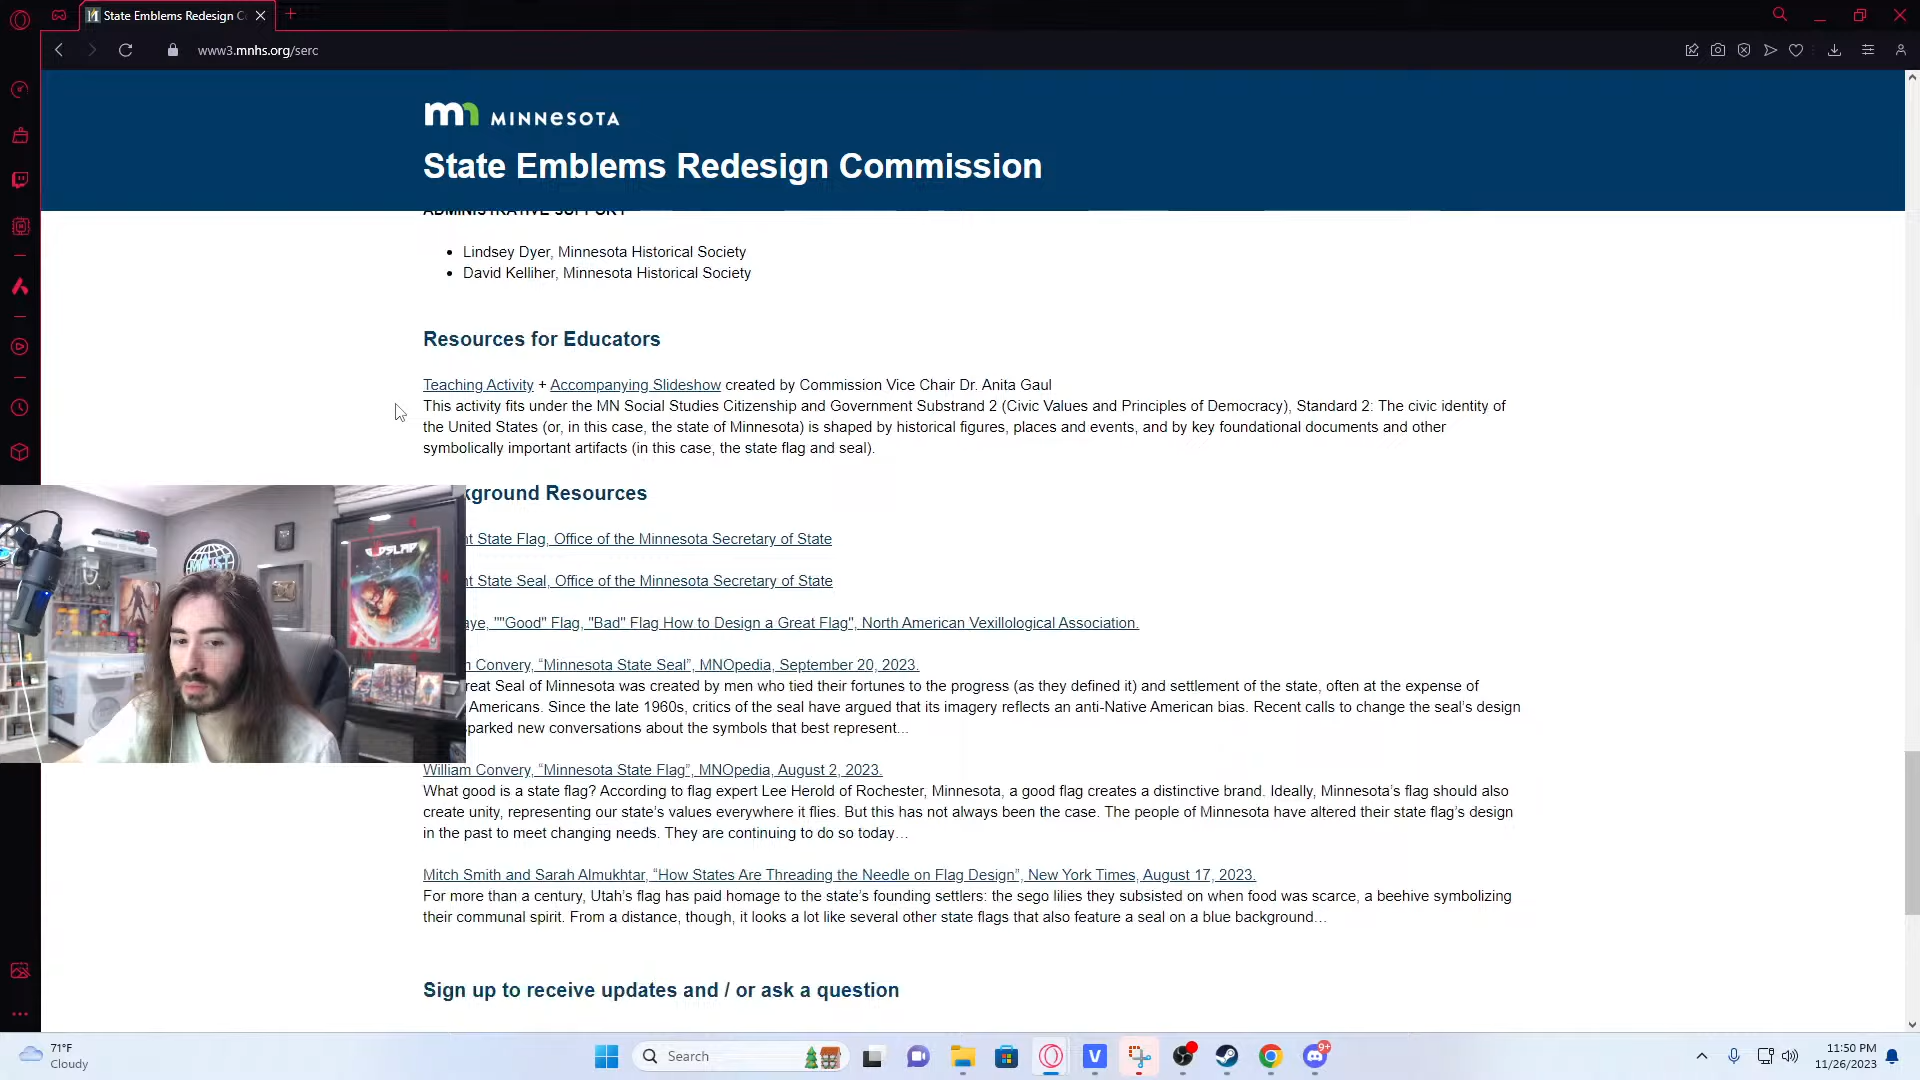 State Emblems Redesign C
www3.mnhs.org/serc
mn MINNESOTA
State Emblems Redesign Commission
ADMINISTRATIVE SUPPORT
Lindsey Dyer, Minnesota Historical Society
David Kelliher, Minnesota Historical Society
Resources for Educators
Teaching Activity + Accompanying Slideshow created by Commission Vice Chair Dr. Anita Gaul
This activity fits under the MN Social Studies Citizenship and Government Substrand 2 (Civic Values and Principles of Democracy), Standard 2: The civic identity of
the United States (or, in this case, the state of Minnesota) is shaped by historical figures, places and events, and by key foundational documents and other
symbolically important artifacts (in this case, the state flag and seal).
kground Resources
nt State Flag, Office of the Minnesota Secretary of State
nt State Seal, Office of the Minnesota Secretary of State
aye, ""Good" Flag, "Bad" Flag How to Design a Great Flag", North American Vexillological Association.
m Convery, “Minnesota State Seal”, MNOpedia, September 20, 2023.
reat Seal of Minnesota was created by men who tied their fortunes to the progress (as they defined it) and settlement of the state, often at the expense of
Americans. Since the late 1960s, critics of the seal have argued that its imagery reflects an anti-Native American bias. Recent calls to change the seal’s design
parked new conversations about the symbols that best represent...
William Convery, “Minnesota State Flag”, MNOpedia, August 2, 2023.
What good is a state flag? According to flag expert Lee Herold of Rochester, Minnesota, a good flag creates a distinctive brand. Ideally, Minnesota’s flag should also
create unity, representing our state’s values everywhere it flies. But this has not always been the case. The people of Minnesota have altered their state flag’s design
in the past to meet changing needs. They are continuing to do so today…
Mitch Smith and Sarah Almukhtar, “How States Are Threading the Needle on Flag Design”, New York Times, August 17, 2023.
For more than a century, Utah’s flag has paid homage to the state’s founding settlers: the sego lilies they subsisted on when food was scarce, a beehive symbolizing
their communal spirit. From a distance, though, it looks a lot like several other state flags that also feature a seal on a blue background…
Sign up to receive updates and / or ask a question
71°F
Cloudy
Search
V
9+
11:50 PM
11/26/2023